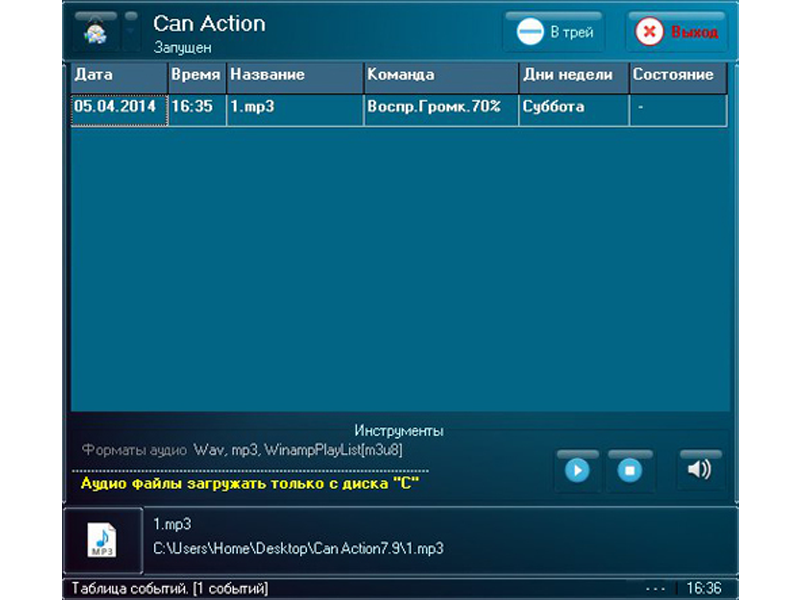 Can Action
Запущен
В трей
Выход
Дата Время Название Команда Дни недели Состояние
05.04.2014 16:35 1.mp3 Воспр.Громк.70% Суббота -
Инструменты
Форматы аудио Wav, mp3, WinampPlayList[m3u8]
Аудио файлы загружать только с диска "C"
MP3
1.mp3
C:\Users\Home\Desktop\Can Action7.9\1.mp3
Таблица событий. [1 событий] --- 16:36